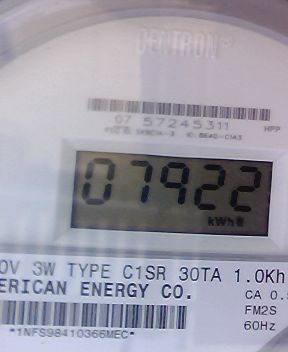 CENTRON®
07 57245311 HPP
07922
kWh
0V 3W TYPE C1SR 30TA 1.0Kh
ERICAN ENERGY CO. CA 0.
FM2S
60Hz
*1NFS98410366MEC*